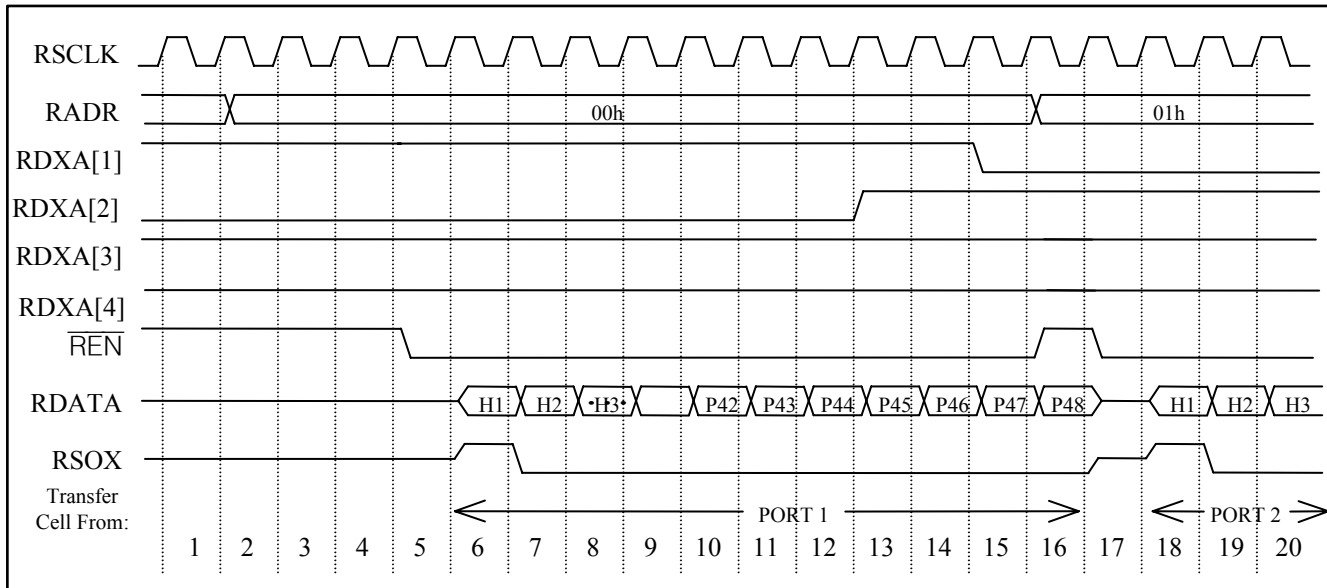 RSCLK
RADR 00h 01h
RDXA[1]
RDXA[2]
RDXA[3]
RDXA[4]
REN
RDATA H1 H2 H3 P42 P43 P44 P45 P46 P47 P48 H1 H2 H3
RSOX
Transfer
Cell From: PORT 1 PORT 2
1 2 3 4 5 6 7 8 9 10 11 12 13 14 15 16 17 18 19 20